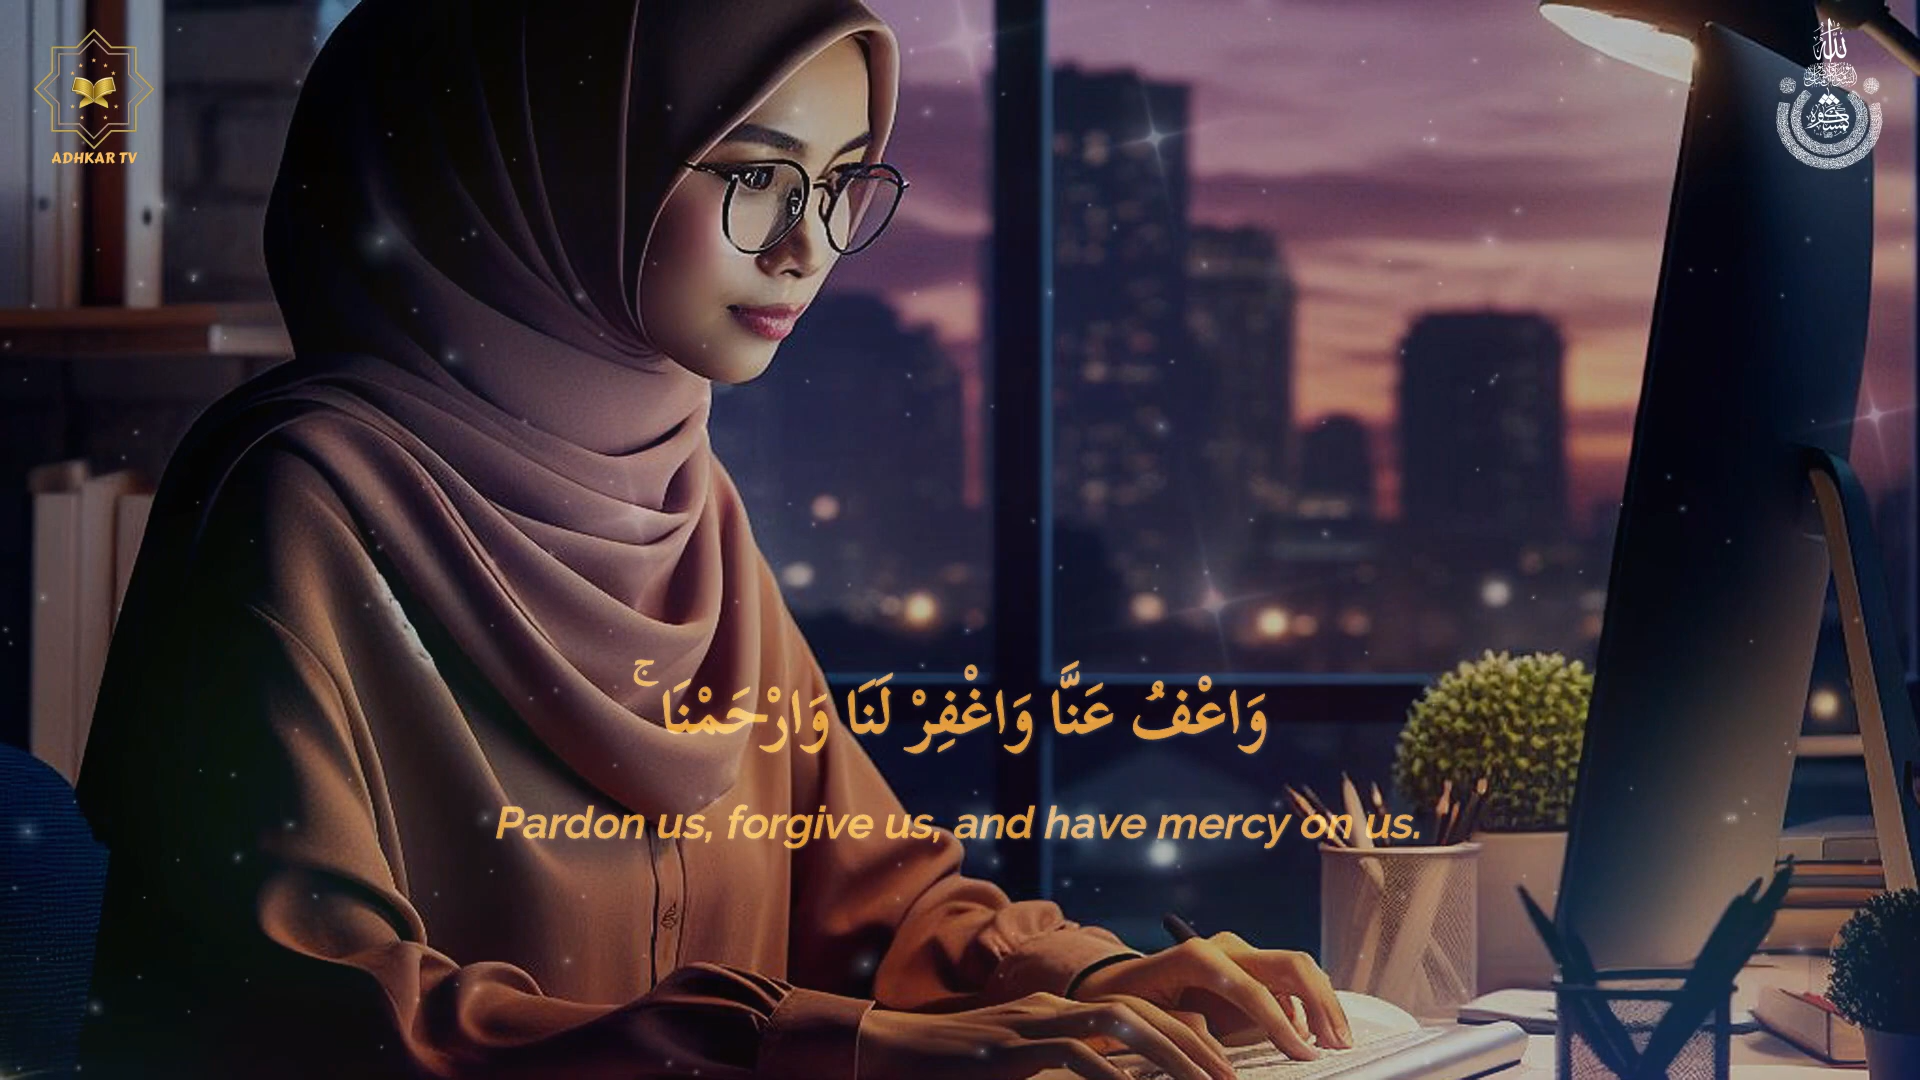 ADHKAR TV
وَاعْفُ عَنَّا وَاغْفِرْ لَنَا وَارْحَمْنَا ۚ
Pardon us, forgive us, and have mercy on us.